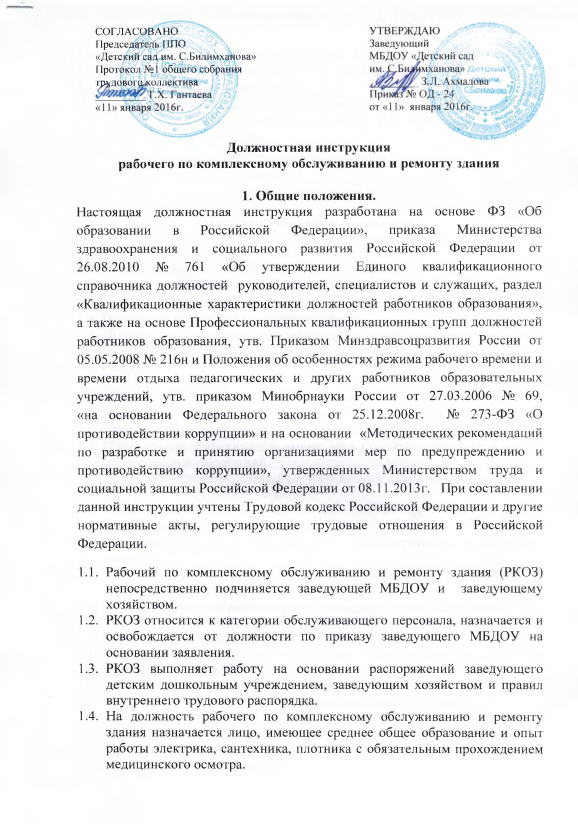 СОГЛАСОВАНО
Председатель ППО
«Детский сад им. С.Билимханова»
Протокол №1 общего собрания
трудового коллектива
Т.Х. Гантаева
«11» января 2016г.
УТВЕРЖДАЮ
Заведующий
МБДОУ «Детский сад
им. С.Билимханова»
З.Л. Ахмадова
Приказ № ОД - 24
от «11» января 2016г.
Должностная инструкция
рабочего по комплексному обслуживанию и ремонту здания
1. Общие положения.
Настоящая должностная инструкция разработана на основе ФЗ «Об
образовании в Российской Федерации», приказа Министерства
здравоохранения и социального развития Российской Федерации от
26.08.2010 № 761 «Об утверждении Единого квалификационного
справочника должностей руководителей, специалистов и служащих, раздел
«Квалификационные характеристики должностей работников образования»,
а также на основе Профессиональных квалификационных групп должностей
работников образования, утв. Приказом Минздравсоцразвития России от
05.05.2008 № 216н и Положения об особенностях режима рабочего времени и
времени отдыха педагогических и других работников образовательных
учреждений, утв. приказом Минобрнауки России от 27.03.2006 № 69,
«на основании Федерального закона от 25.12.2008г. № 273-ФЗ «О
противодействии коррупции» и на основании «Методических рекомендаций
по разработке и принятию организациями мер по предупреждению и
противодействию коррупции», утвержденных Министерством труда и
социальной защиты Российской Федерации от 08.11.2013г. При составлении
данной инструкции учтены Трудовой кодекс Российской Федерации и другие
нормативные акты, регулирующие трудовые отношения в Российской
Федерации.
1.1. Рабочий по комплексному обслуживанию и ремонту здания (РКОЗ)
непосредственно подчиняется заведующей МБДОУ и заведующему
хозяйством.
1.2. РКОЗ относится к категории обслуживающего персонала, назначается и
освобождается от должности по приказу заведующего МБДОУ на
основании заявления.
1.3. РКОЗ выполняет работу на основании распоряжений заведующего
детским дошкольным учреждением, заведующим хозяйством и правил
внутреннего трудового распорядка.
1.4. На должность рабочего по комплексному обслуживанию и ремонту
здания назначается лицо, имеющее среднее общее образование и опыт
работы электрика, сантехника, плотника с обязательным прохождением
медицинского осмотра.